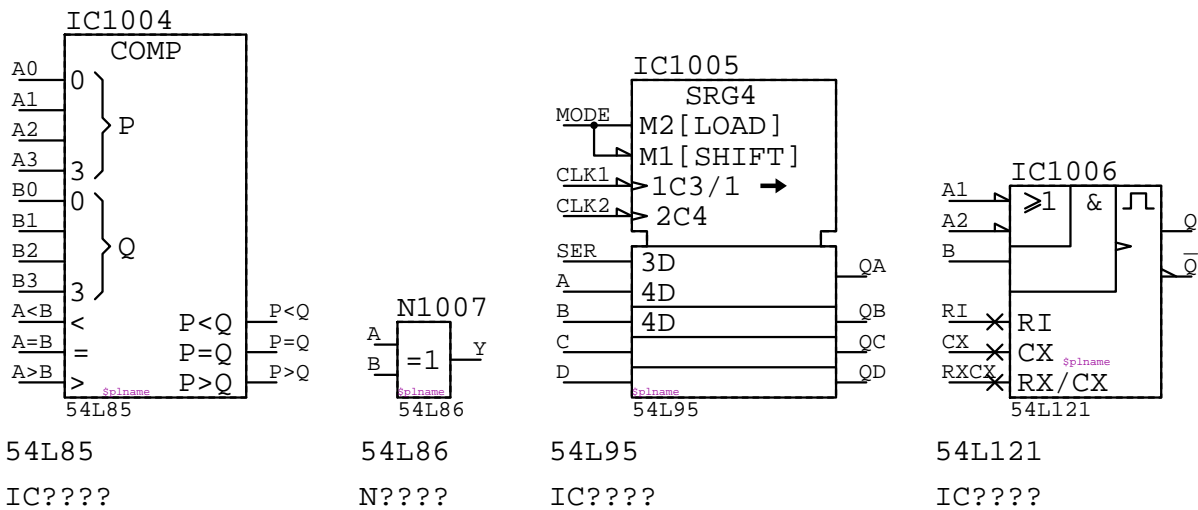 IC1004
COMP
A0
0
A1
A2
P
A3
3
B0
0
B1
B2
Q
B3
3
A<B
<
P<Q
P<Q
A=B
=
P=Q
P=Q
A>B
>
P>Q
P>Q
$plname
54L85
54L85
IC????
N1007
A
B
=1
Y
$plname
54L86
54L86
N????
IC1005
SRG4
MODE
M2[LOAD]
M1[SHIFT]
CLK1
1C3/1 →
CLK2
2C4
SER
3D
QA
A
4D
B
4D
QB
C
QC
D
QD
$plname
54L95
54L95
IC????
IC1006
A1
≥1
&
A2
Q
B
Q̅
RI
RI
CX
CX
$plname
RXCX
RX/CX
54L121
54L121
IC????